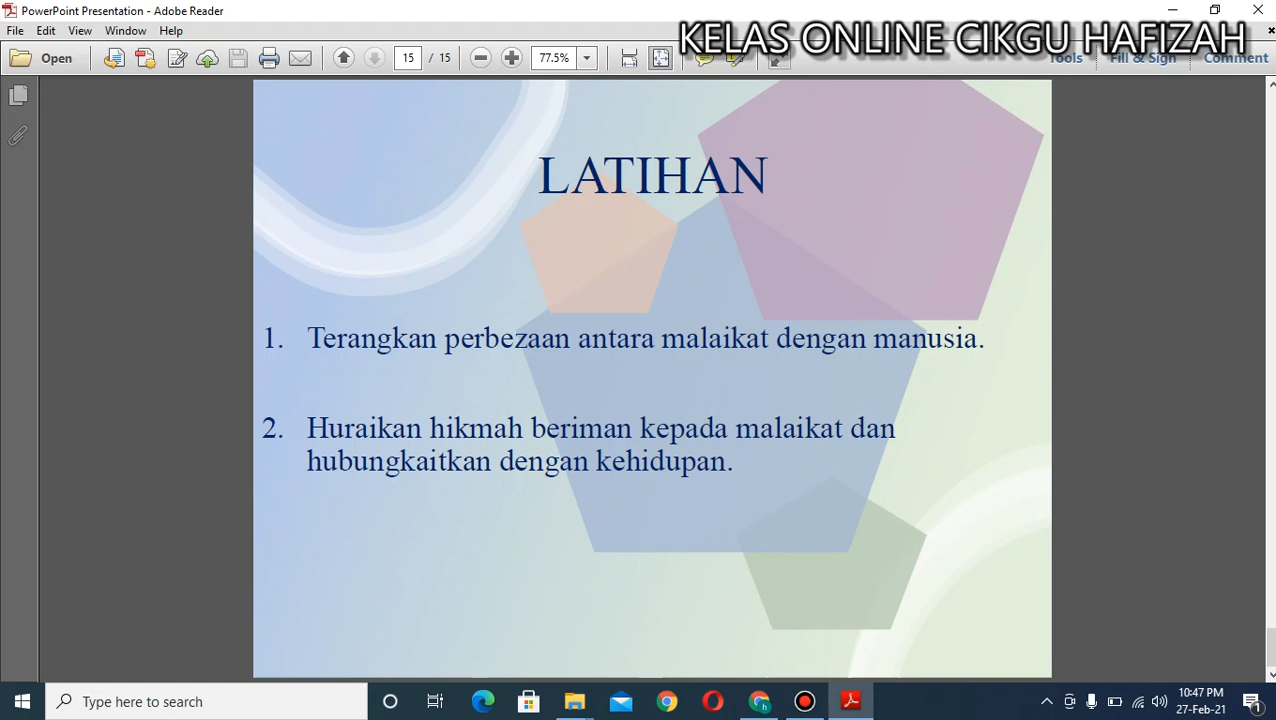 PowerPoint Presentation - Adobe Reader
File Edit View Window Help
KELAS ONLINE CIKGU HAFIZAH
Open 15 / 15 77.5% Tools Fill & Sign Comment
LATIHAN
1. Terangkan perbezaan antara malaikat dengan manusia.
2. Huraikan hikmah beriman kepada malaikat dan
hubungkaitkan dengan kehidupan.
Type here to search
10:47 PM
27-Feb-21
1